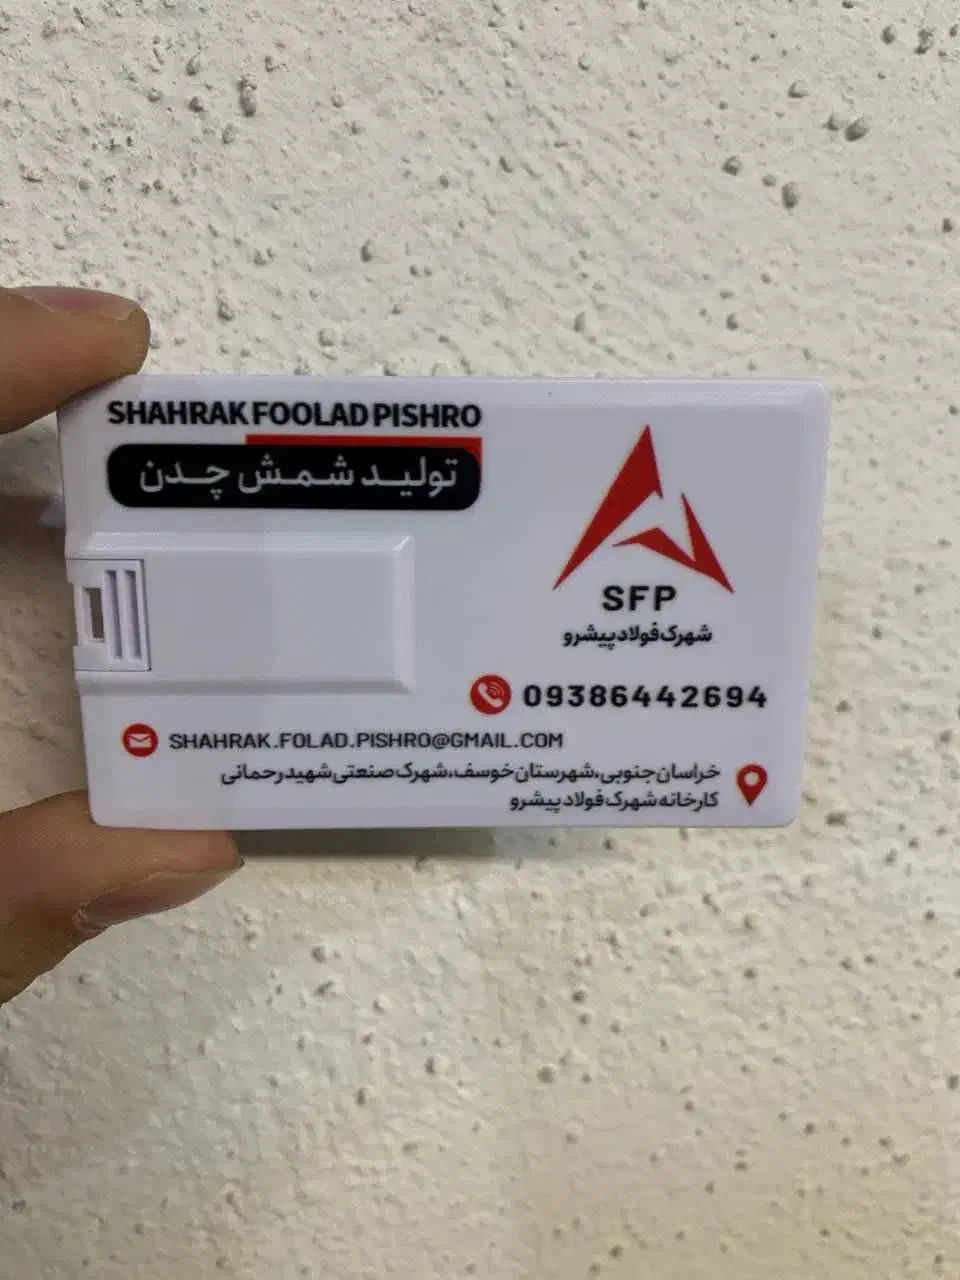 SHAHRAK FOOLAD PISHRO
تولید شمش چدن
SFP
شهرک فولاد پیشرو
09386442694
SHAHRAK.FOLAD.PISHRO@GMAIL.COM
خراسان جنوبی، شهرستان خوسف، شهرک صنعتی شهید رحمانی
کارخانه شهرک فولاد پیشرو